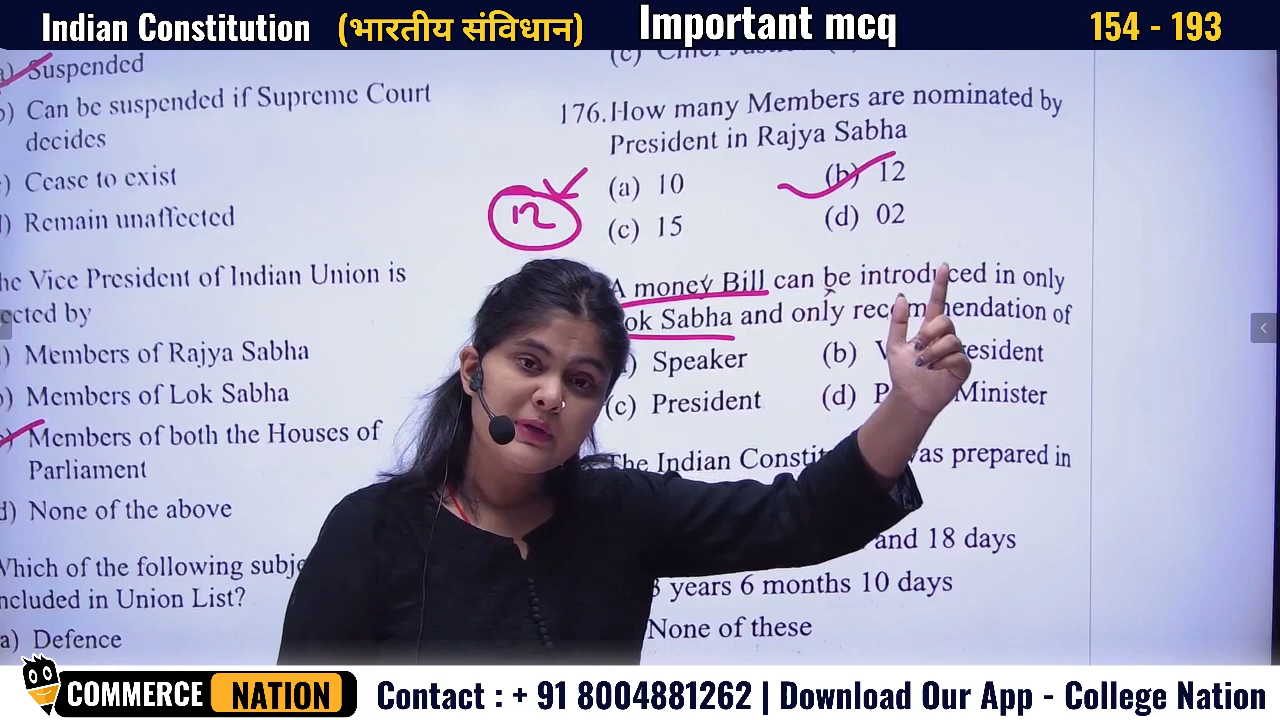 Indian Constitution (भारतीय संविधान) Important mcq 154 - 193
a) Suspended
b) Can be suspended if Supreme Court
decides
c) Cease to exist
d) Remain unaffected
he Vice President of Indian Union is
ected by
a) Members of Rajya Sabha
b) Members of Lok Sabha
c) Members of both the Houses of
Parliament
d) None of the above
Which of the following subje
ncluded in Union List?
a) Defence
(c)
176. How many Members are nominated by
President in Rajya Sabha
(a) 10 (b) 12
12
(c) 15 (d) 02
A money Bill can be introduced in only
ok Sabha and only recommendation of
) Speaker (b) V resident
(c) President (d) P Minister
The Indian Constit was prepared in
and 18 days
3 years 6 months 10 days
None of these
COMMERCE NATION
Contact : + 91 8004881262 | Download Our App - College Nation